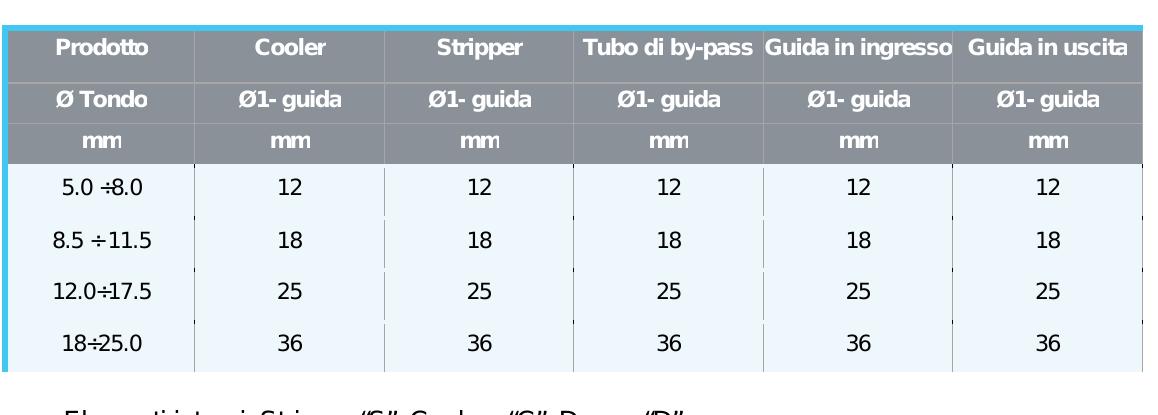 Prodotto Cooler Stripper Tubo di by-pass Guida in ingresso Guida in uscita
Ø Tondo Ø1- guida Ø1- guida Ø1- guida Ø1- guida Ø1- guida
mm mm mm mm mm mm
5.0 ÷8.0 12 12 12 12 12
8.5 ÷11.5 18 18 18 18 18
12.0÷17.5 25 25 25 25 25
18÷25.0 36 36 36 36 36